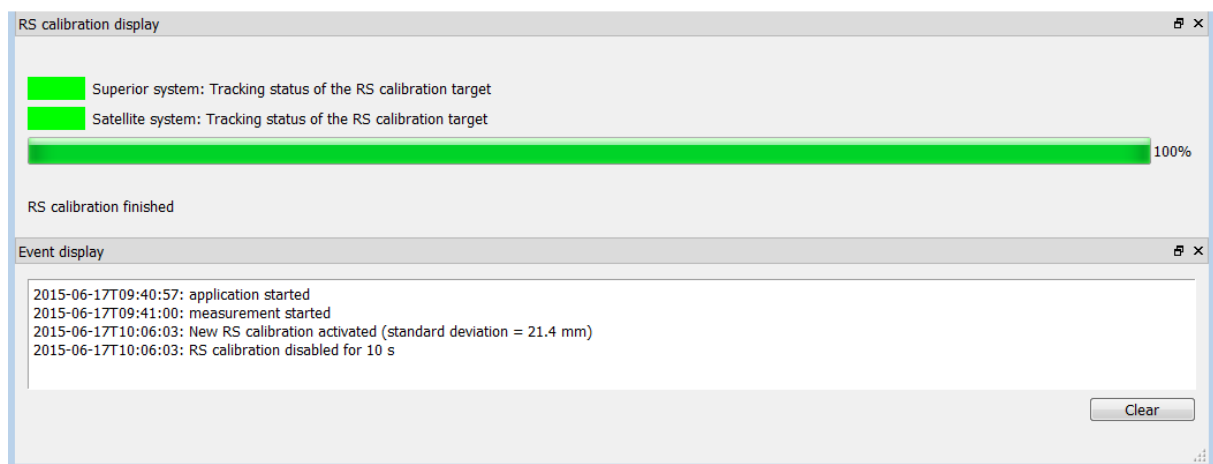 RS calibration display
Superior system: Tracking status of the RS calibration target
Satellite system: Tracking status of the RS calibration target
100%
RS calibration finished
Event display
2015-06-17T09:40:57: application started
2015-06-17T09:41:00: measurement started
2015-06-17T10:06:03: New RS calibration activated (standard deviation = 21.4 mm)
2015-06-17T10:06:03: RS calibration disabled for 10 s
Clear